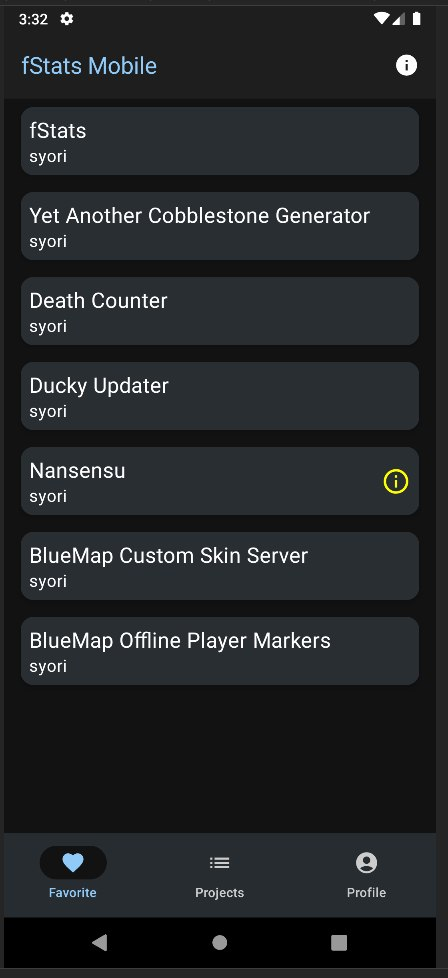 3:32
fStats Mobile
fStats
syori
Yet Another Cobblestone Generator
syori
Death Counter
syori
Ducky Updater
syori
Nansensu
syori
BlueMap Custom Skin Server
syori
BlueMap Offline Player Markers
syori
Favorite
Projects
Profile